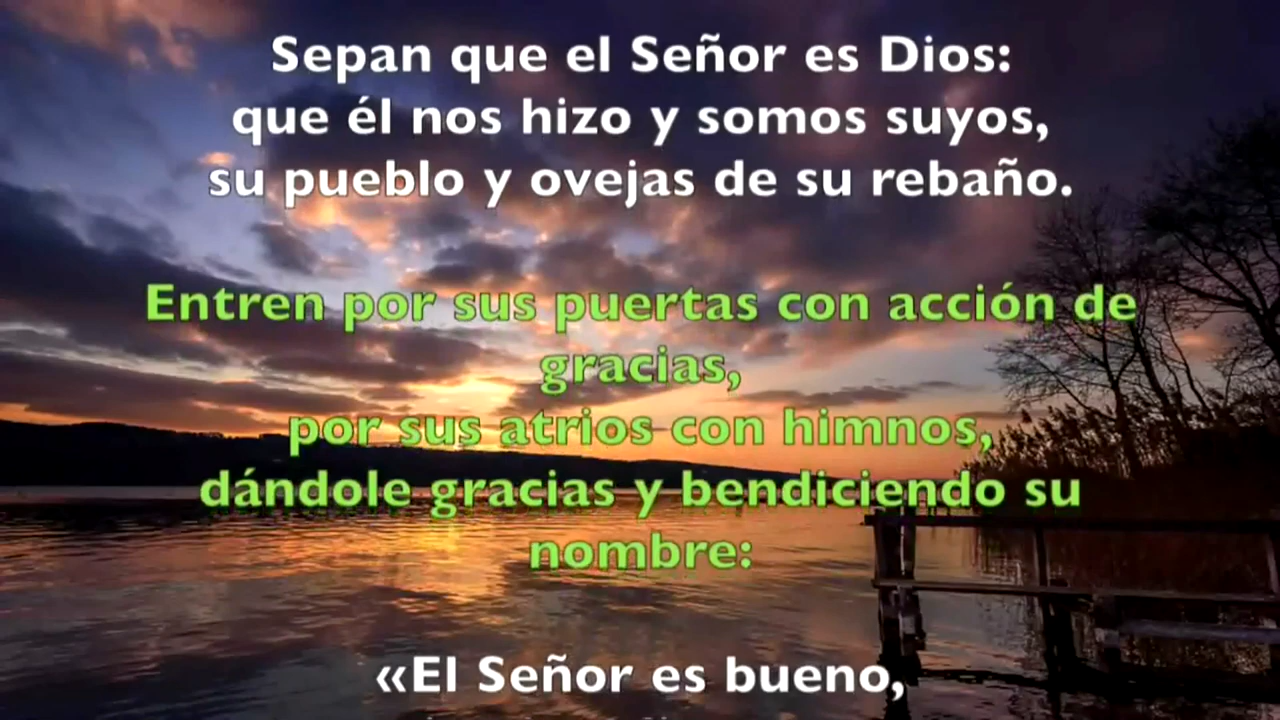 Sepan que el Señor es Dios:
que él nos hizo y somos suyos,
su pueblo y ovejas de su rebaño.
Entren por sus puertas con acción de
gracias,
por sus atrios con himnos,
dándole gracias y bendiciendo su
nombre:
«El Señor es bueno,